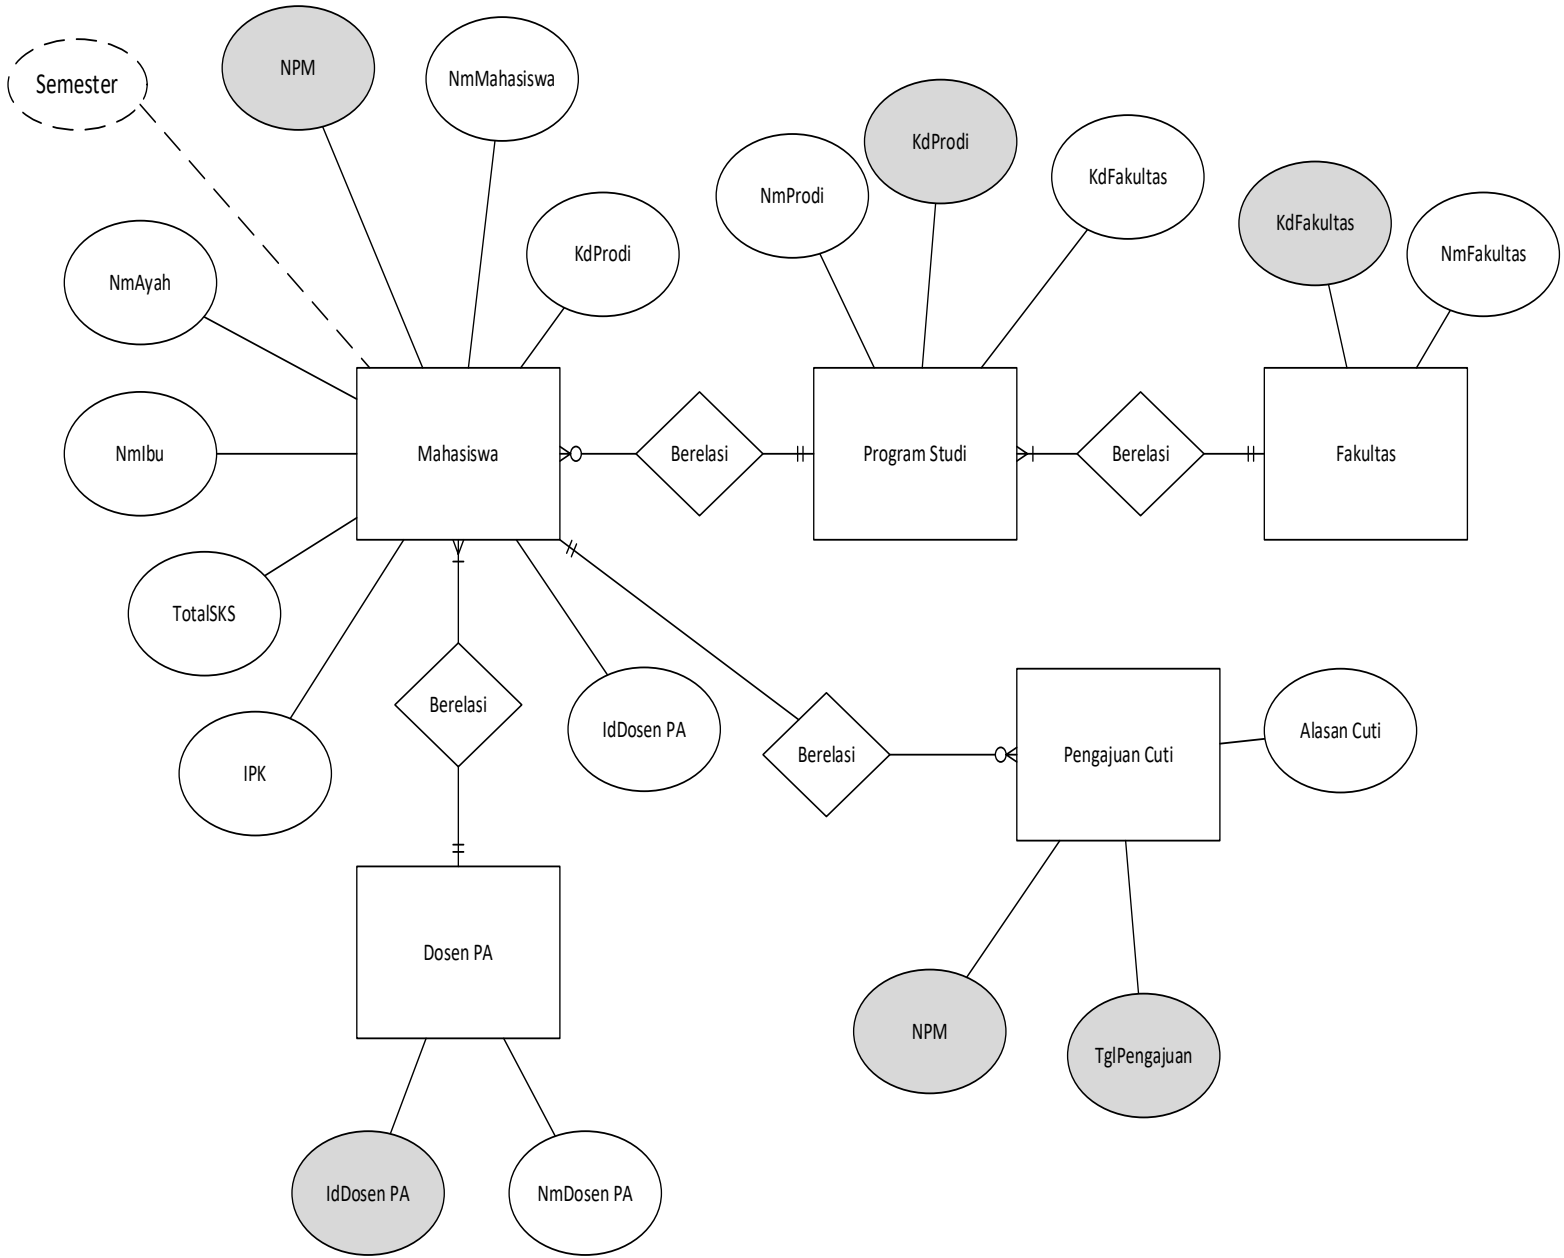 Semester
NPM
NmMahasiswa
NmProdi
KdProdi
KdFakultas
KdFakultas
NmFakultas
NmAyah
KdProdi
NmIbu
Mahasiswa
Berelasi
Program Studi
Berelasi
Fakultas
TotalSKS
IPK
Berelasi
IdDosen PA
Berelasi
Pengajuan Cuti
Alasan Cuti
Dosen PA
NPM
TglPengajuan
IdDosen PA
NmDosen PA